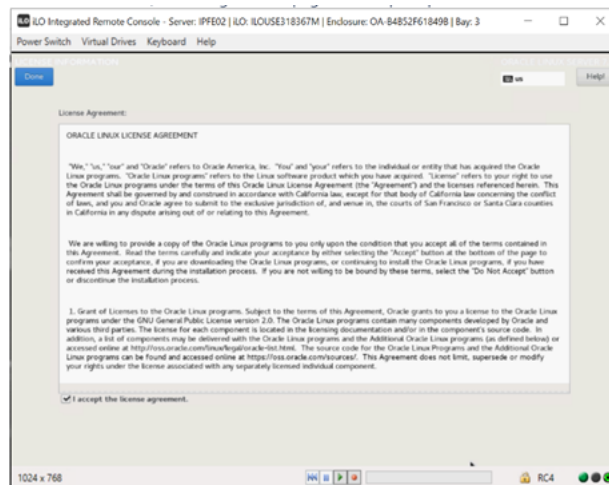 iLO Integrated Remote Console - Server: IPFE02 | iLO: ILOUSE318367M | Enclosure: OA-B4B52F61849B | Bay: 3
Power Switch Virtual Drives Keyboard Help
LICENSE INFORMATION
Done
us
Help!
License Agreement:
ORACLE LINUX LICENSE AGREEMENT
"We," "us," "our" and "Oracle" refers to Oracle America, Inc. "You" and "your" refers to the individual or entity that has acquired the Oracle
Linux programs. "Oracle Linux programs" refers to the Linux software product which you have acquired. "License" refers to your right to use
the Oracle Linux programs under the terms of this Oracle Linux License Agreement (the "Agreement") and the licenses referenced herein. This
Agreement shall be governed by and construed in accordance with California law, except for that body of California law concerning the conflict
of laws, and you and Oracle agree to submit to the exclusive jurisdiction of, and venue in, the courts of San Francisco or Santa Clara counties
in California in any dispute arising out of or relating to this Agreement.
We are willing to provide a copy of the Oracle Linux programs to you only upon the condition that you accept all of the terms contained in
this Agreement. Read the terms carefully and indicate your acceptance by either selecting the "Accept" button at the bottom of the page to
confirm your acceptance, if you are downloading the Oracle Linux programs, or continuing to install the Oracle Linux programs, if you have
received this Agreement during the installation process. If you are not willing to be bound by these terms, select the "Do Not Accept" button
or discontinue the installation process.
1. Grant of Licenses to the Oracle Linux programs. Subject to the terms of this Agreement, Oracle grants to you a license to the Oracle Linux
programs under the GNU General Public License version 2.0. The Oracle Linux programs contain many components developed by Oracle and
various third parties. The license for each component is located in the licensing documentation and/or in the component's source code. In
addition, a list of components may be delivered with the Oracle Linux programs and the Additional Oracle Linux programs (as defined below) or
accessed online at http://oss.oracle.com/linux/legal/oracle-list.html. The source code for the Oracle Linux Programs and the Additional Oracle
Linux programs can be found and accessed online at https://oss.oracle.com/sources/. This Agreement does not limit, supersede or modify
your rights under the license associated with any separately licensed individual component.
I accept the license agreement.
1024 x 768
RC4